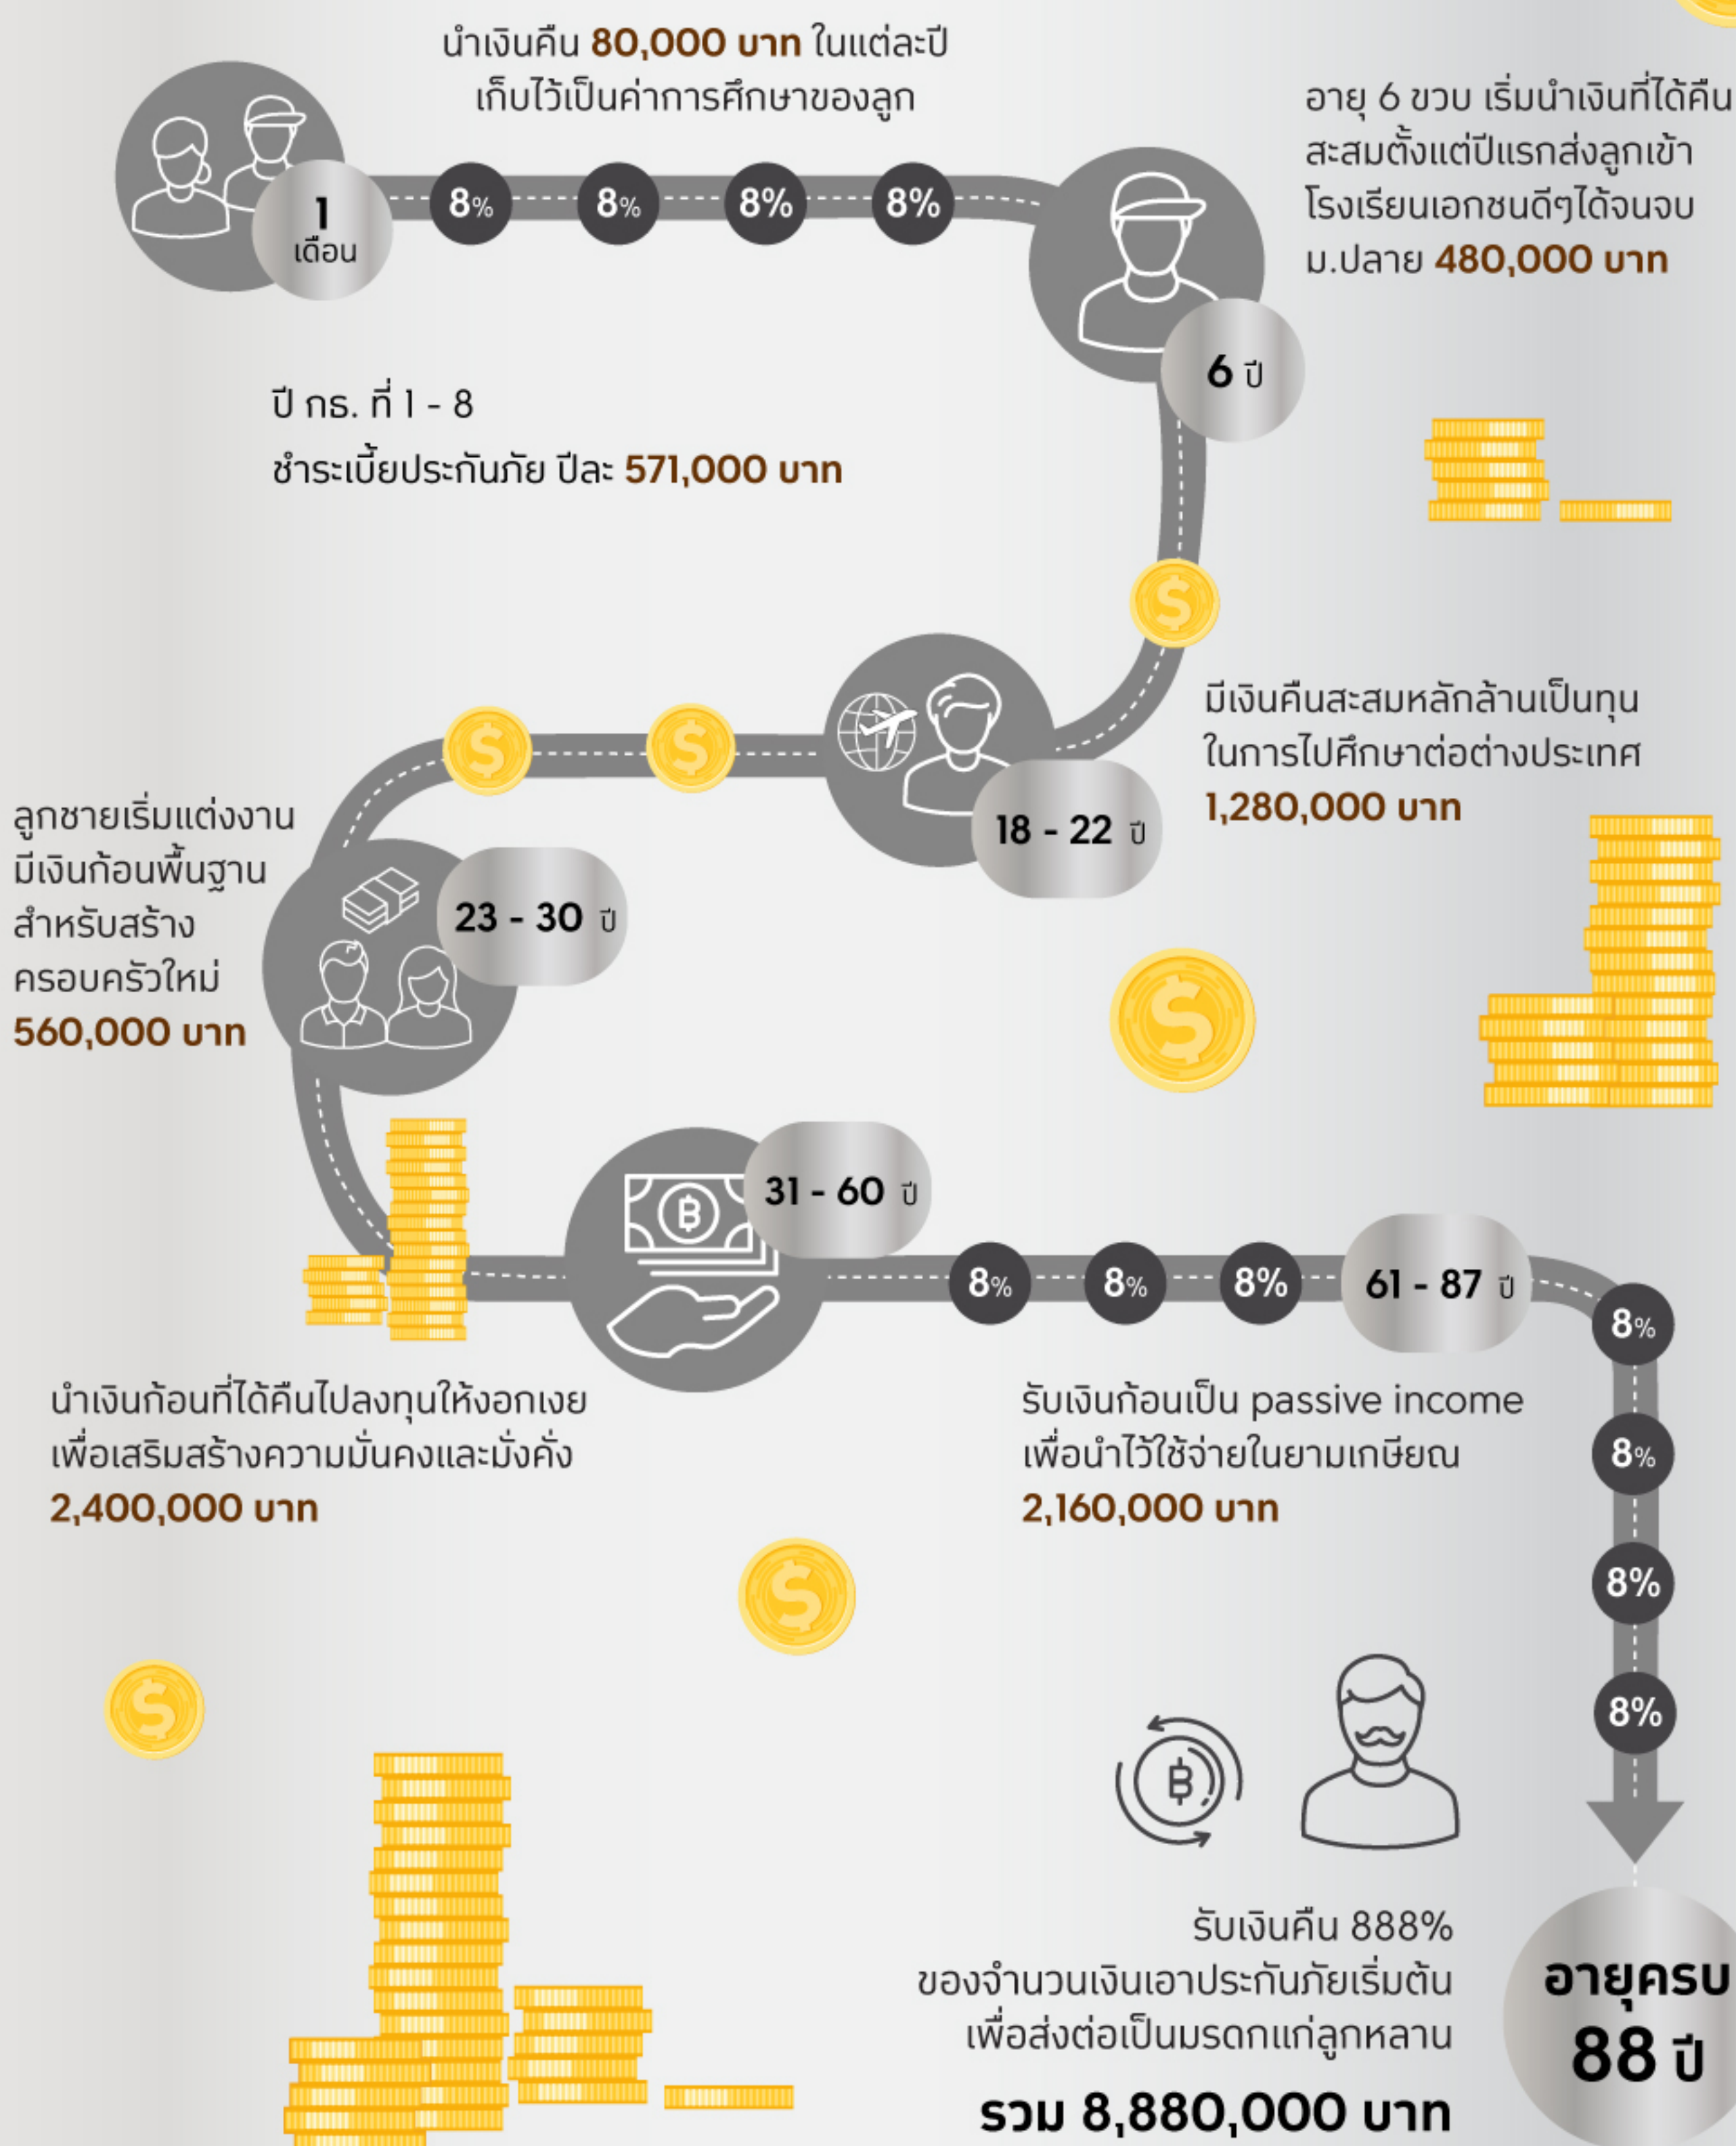 นำเงินคืน 80,000 บาท ในแต่ละปี
เก็บไว้เป็นค่าการศึกษาของลูก
1
เดือน
8%
8%
8%
8%
อายุ 6 ขวบ เริ่มนำเงินที่ได้คืน
สะสมตั้งแต่ปีแรกส่งลูกเข้า
โรงเรียนเอกชนดีๆได้จนจบ
ม.ปลาย 480,000 บาท
6 ปี
ปี กธ. ที่ 1 - 8
ชำระเบี้ยประกันภัย ปีละ 571,000 บาท
มีเงินคืนสะสมหลักล้านเป็นทุน
ในการไปศึกษาต่อต่างประเทศ
1,280,000 บาท
18 - 22 ปี
ลูกชายเริ่มแต่งงาน
มีเงินก้อนพื้นฐาน
สำหรับสร้าง
ครอบครัวใหม่
560,000 บาท
23 - 30 ปี
31 - 60 ปี
นำเงินก้อนที่ได้คืนไปลงทุนให้งอกเงย
เพื่อเสริมสร้างความมั่นคงและมั่งคั่ง
2,400,000 บาท
8%
8%
8%
61 - 87 ปี
รับเงินก้อนเป็น passive income
เพื่อนำไว้ใช้จ่ายในยามเกษียณ
2,160,000 บาท
8%
8%
8%
8%
รับเงินคืน 888%
ของจำนวนเงินเอาประกันภัยเริ่มต้น
เพื่อส่งต่อเป็นมรดกแก่ลูกหลาน
รวม 8,880,000 บาท
อายุครบ
88 ปี